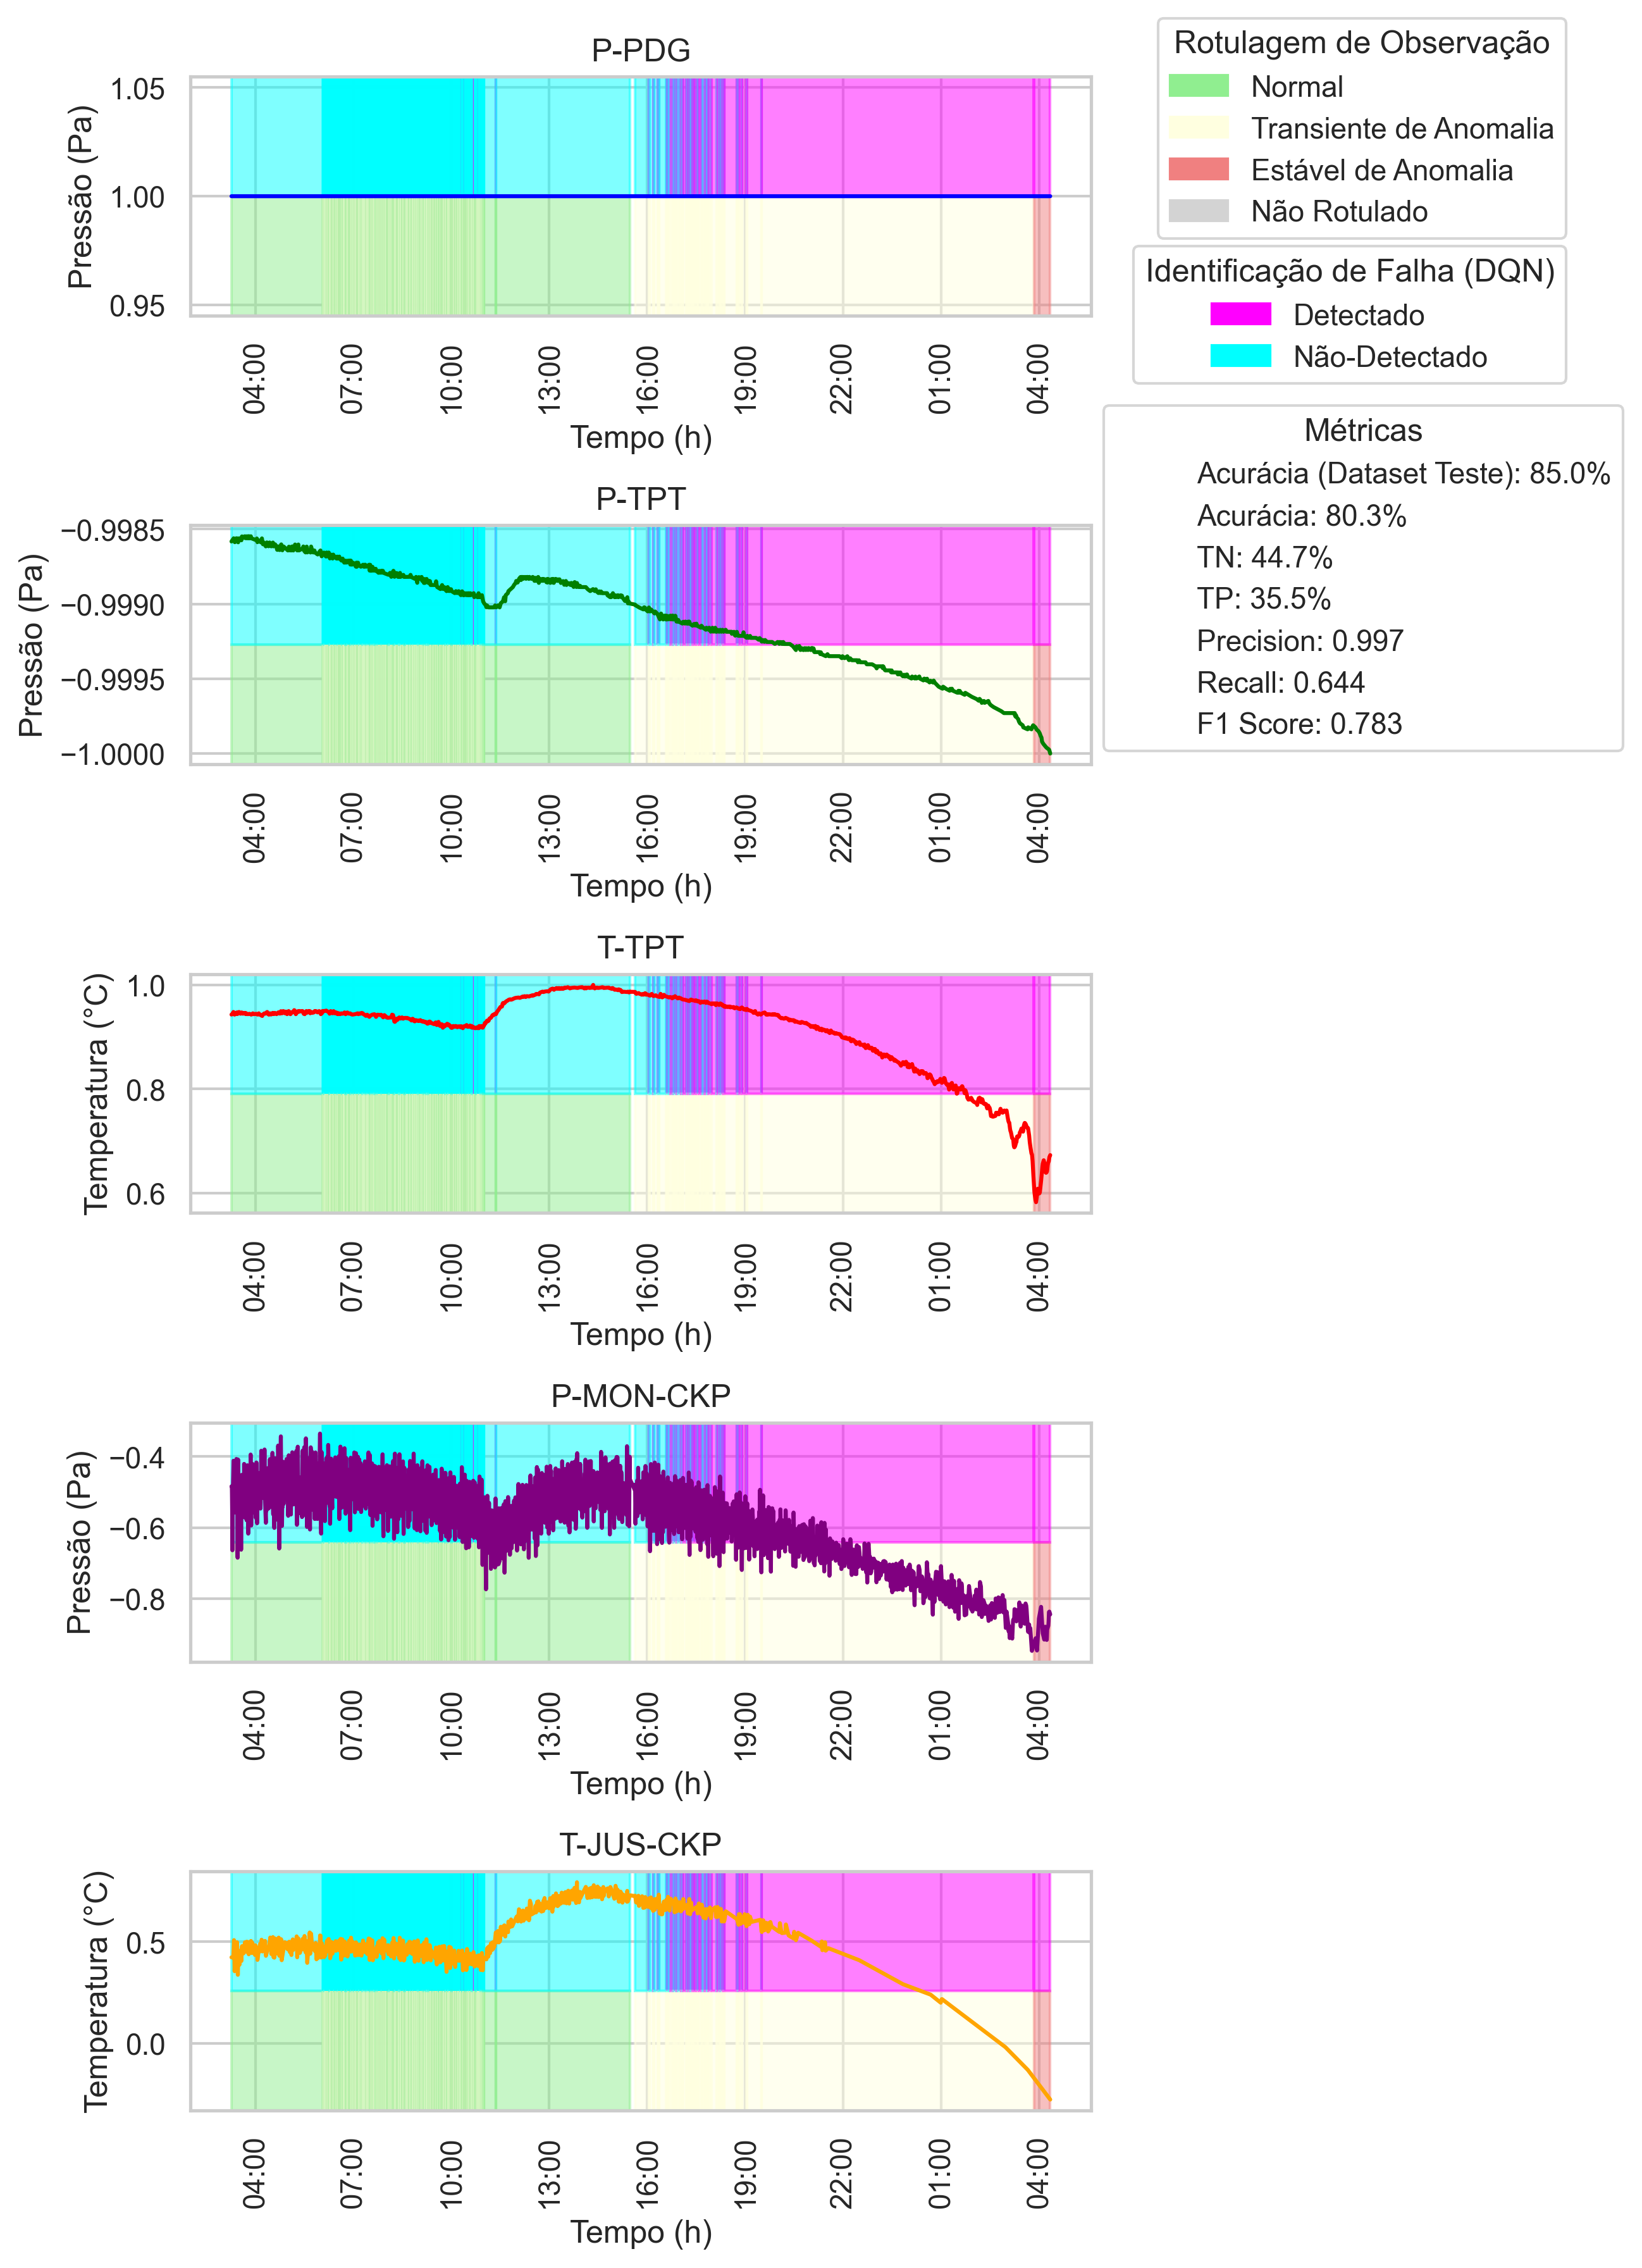 P-PDG
Pressão (Pa)
1.05
1.00
0.95
04:00
07:00
10:00
13:00
16:00
19:00
22:00
01:00
04:00
Tempo (h)
Rotulagem de Observação
Normal
Transiente de Anomalia
Estável de Anomalia
Não Rotulado
Identificação de Falha (DQN)
Detectado
Não-Detectado
Métricas
Acurácia (Dataset Teste): 85.0%
Acurácia: 80.3%
TN: 44.7%
TP: 35.5%
Precision: 0.997
Recall: 0.644
F1 Score: 0.783
P-TPT
Pressão (Pa)
−0.9985
−0.9990
−0.9995
−1.0000
04:00
07:00
10:00
13:00
16:00
19:00
22:00
01:00
04:00
Tempo (h)
T-TPT
Temperatura (°C)
1.0
0.8
0.6
04:00
07:00
10:00
13:00
16:00
19:00
22:00
01:00
04:00
Tempo (h)
P-MON-CKP
Pressão (Pa)
−0.4
−0.6
−0.8
04:00
07:00
10:00
13:00
16:00
19:00
22:00
01:00
04:00
Tempo (h)
T-JUS-CKP
Temperatura (°C)
0.5
0.0
04:00
07:00
10:00
13:00
16:00
19:00
22:00
01:00
04:00
Tempo (h)